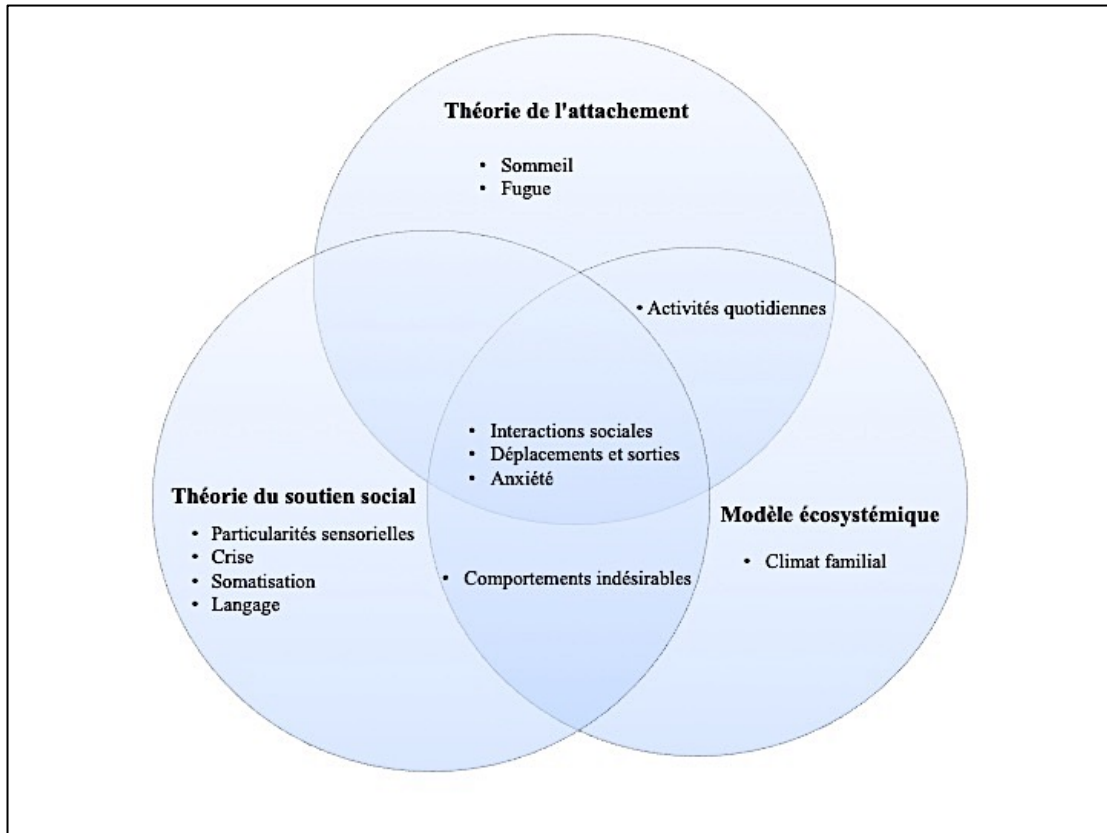 Théorie de l'attachement
• Sommeil
• Fugue
• Activités quotidiennes
• Interactions sociales
• Déplacements et sorties
• Anxiété
Théorie du soutien social
• Particularités sensorielles
• Crise
• Somatisation
• Langage
Modèle écosystémique
• Climat familial
• Comportements indésirables